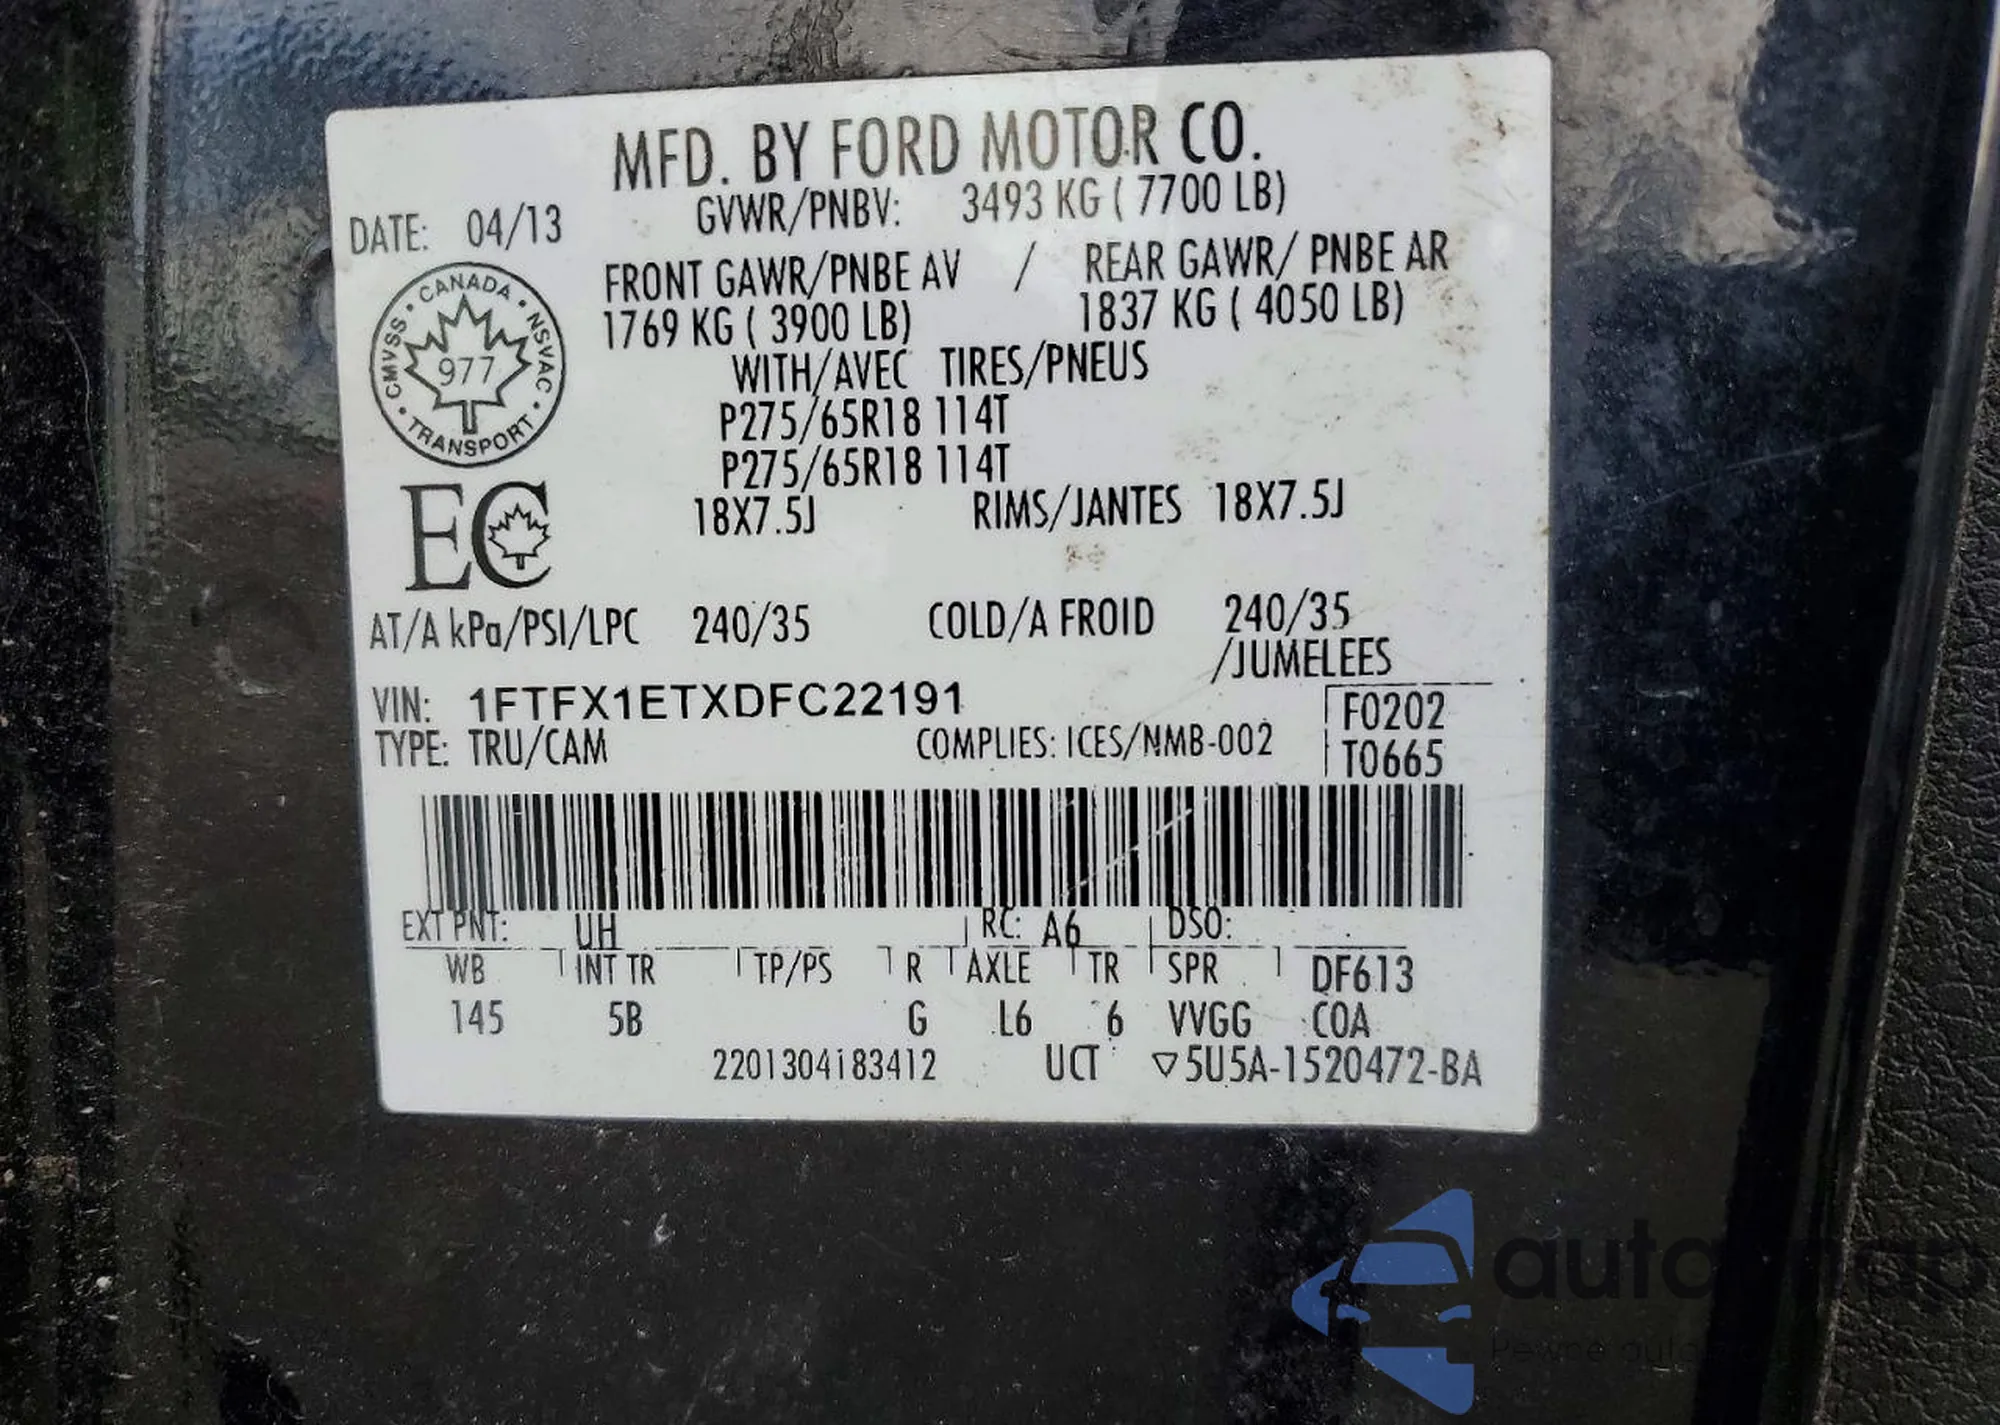 MFD. BY FORD MOTOR CO.
DATE: 04/13 GVWR/PNBV: 3493 KG ( 7700 LB)
FRONT GAWR/PNBE AV / REAR GAWR/ PNBE AR
1769 KG ( 3900 LB) 1837 KG ( 4050 LB)
WITH/AVEC TIRES/PNEUS
P275/65R18 114T
P275/65R18 114T
18X7.5J RIMS/JANTES 18X7.5J
CANADA • NSVAC • TRANSPORT • CMVSS •
977
EC
AT/A kPa/PSI/LPC 240/35 COLD/A FROID 240/35
/JUMELEES
VIN: 1FTFX1ETXDFC22191 F0202
TYPE: TRU/CAM COMPLIES: ICES/NMB-002 T0665
EXT PNT: UH RC: A6 DSO:
WB INT TR TP/PS R AXLE TR SPR DF613
145 5B G L6 6 VVGG COA
2201304i83412 UCT ▽5U5A-1520472-BA